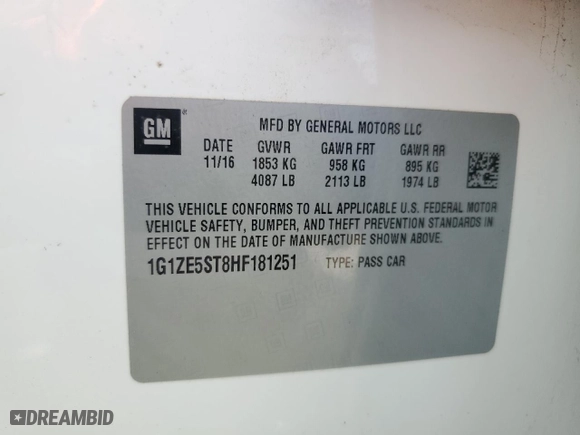 GM
MFD BY GENERAL MOTORS LLC
DATE GVWR GAWR FRT GAWR RR
11/16 1853 KG 958 KG 895 KG
4087 LB 2113 LB 1974 LB
THIS VEHICLE CONFORMS TO ALL APPLICABLE U.S. FEDERAL MOTOR
VEHICLE SAFETY, BUMPER, AND THEFT PREVENTION STANDARDS IN
EFFECT ON THE DATE OF MANUFACTURE SHOWN ABOVE.
1G1ZE5ST8HF181251 TYPE: PASS CAR
DREAMBID